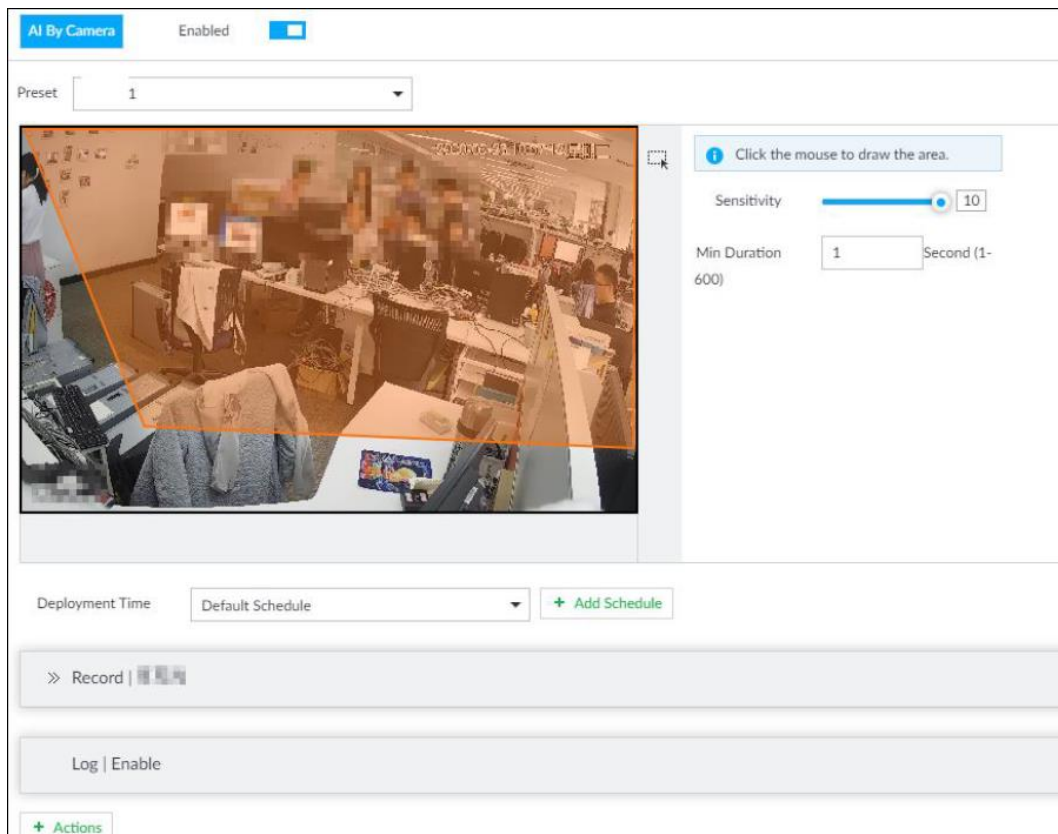 AI By Camera
Enabled
Preset
1
Click the mouse to draw the area.
Sensitivity
10
Min Duration
1
Second (1-
600)
Deployment Time
Default Schedule
+ Add Schedule
Record |
Log | Enable
+ Actions